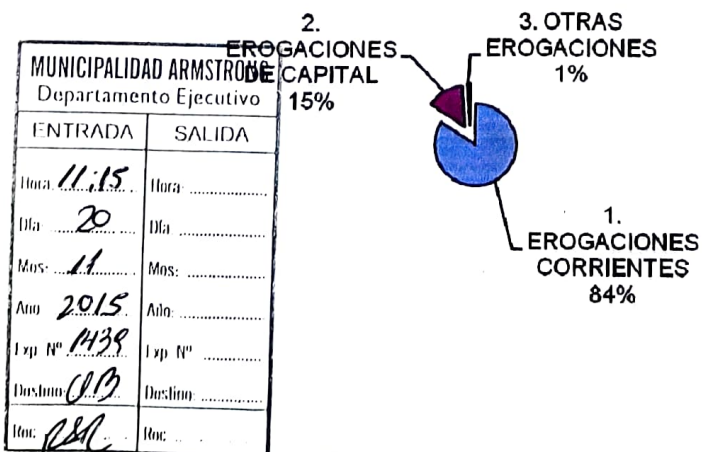 2.
EROGACIONES
DE CAPITAL
15%
3. OTRAS
EROGACIONES
1%
1.
EROGACIONES
CORRIENTES
84%
MUNICIPALIDAD ARMSTRONG
Departamento Ejecutivo
ENTRADA SALIDA
Hora: 11:15 Hora:
Día 20 Día
Mes: 11 Mes:
Año 2015 Año:
Exp. Nº 1439 Exp. Nº
Destino: Destino:
Rec: Rec: